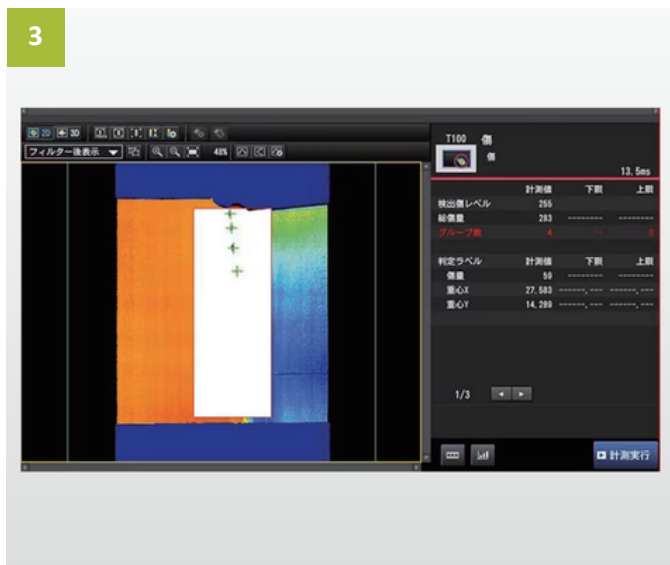 3
2D 3D
フィルター後表示 48%
T100 傷
傷
13.5ms
計測値 下限 上限
検出傷レベル 255
総傷量 283 -------- --------
グループ数 4 -- 0
判定ラベル 計測値 下限 上限
傷量 59 -------- --------
重心X 27.583 ------.--- ------.---
重心Y 14.289 ------.--- ------.---
1/3
計測実行